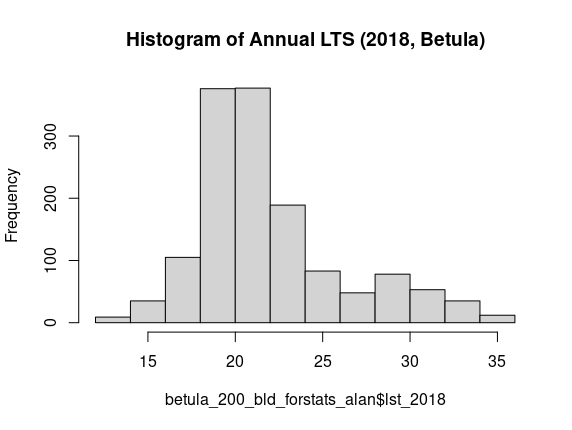 Histogram of Annual LTS (2018, Betula)
Frequency
300
200
100
0
15 20 25 30 35
betula_200_bld_forstats_alan$lst_2018